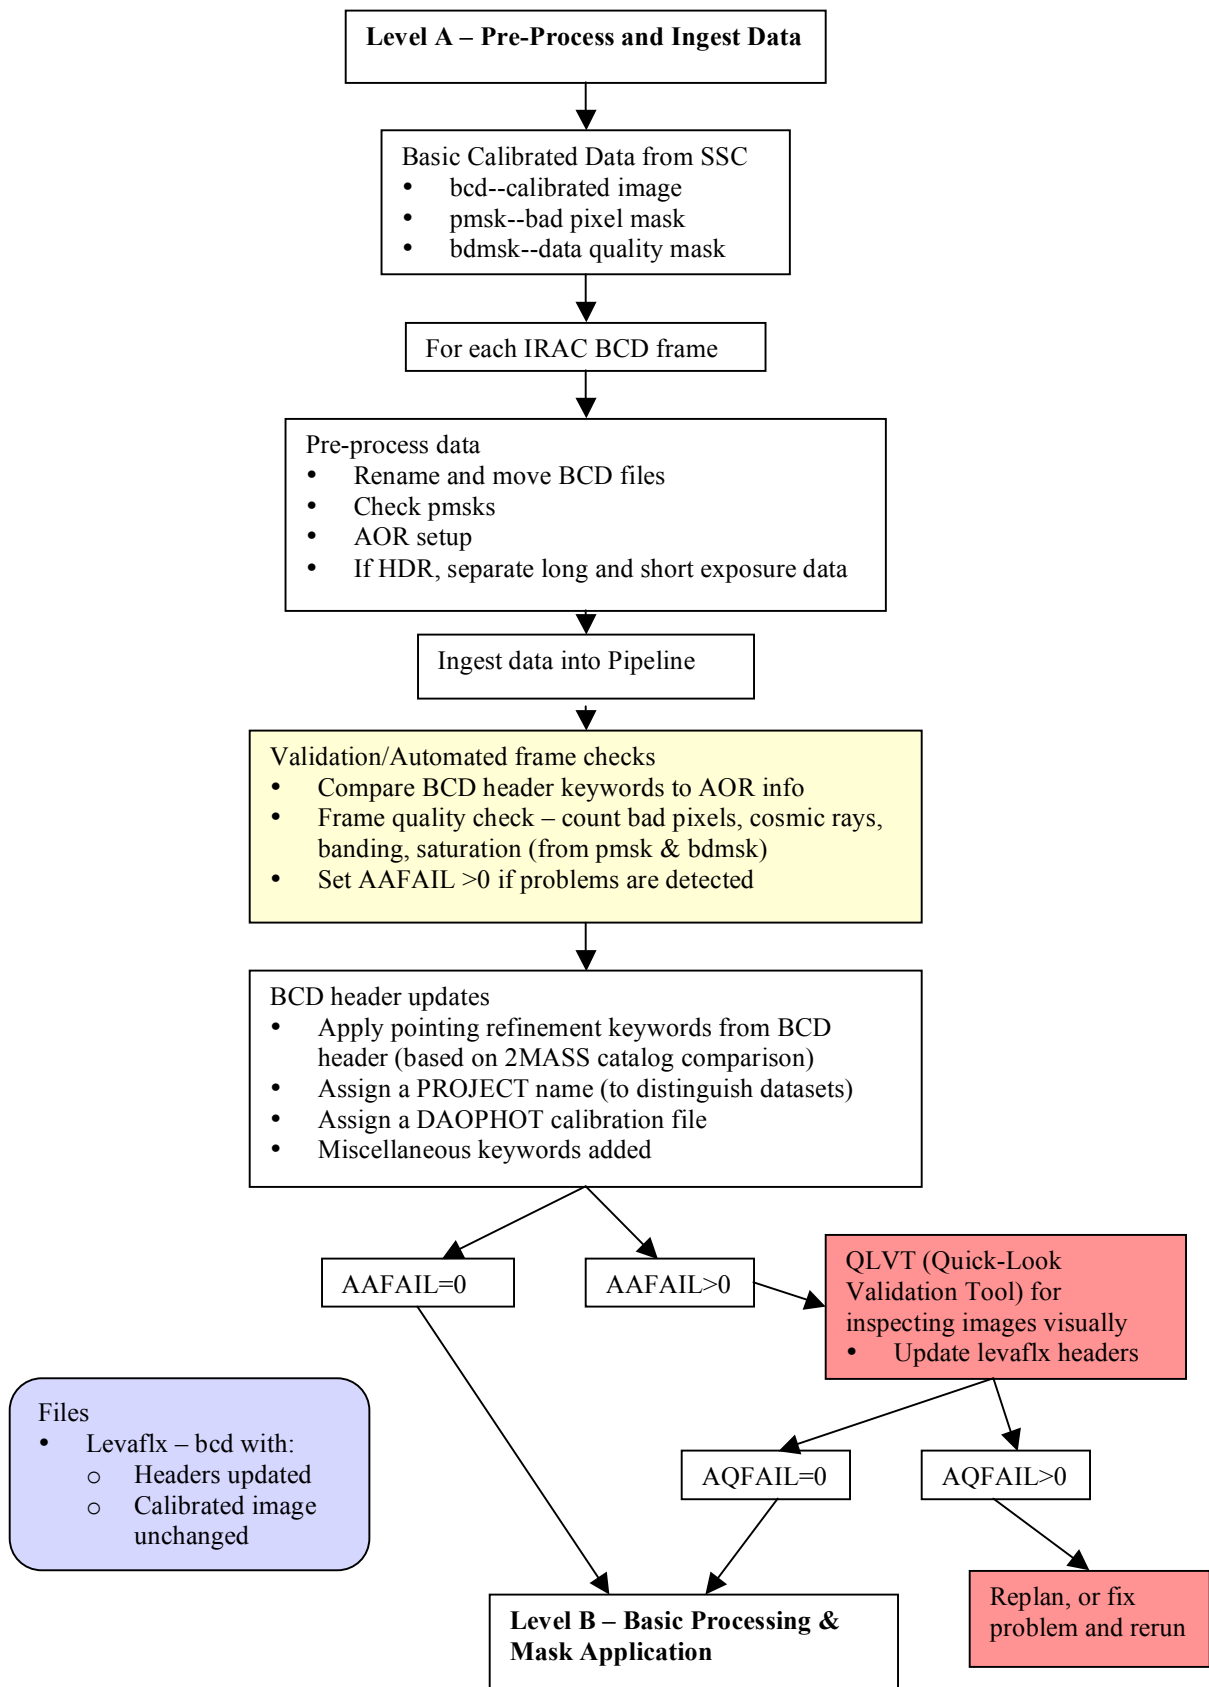 Level A – Pre-Process and Ingest Data
Basic Calibrated Data from SSC
• bcd--calibrated image
• pmsk--bad pixel mask
• bdmsk--data quality mask
For each IRAC BCD frame
Pre-process data
• Rename and move BCD files
• Check pmsks
• AOR setup
• If HDR, separate long and short exposure data
Ingest data into Pipeline
Validation/Automated frame checks
• Compare BCD header keywords to AOR info
• Frame quality check – count bad pixels, cosmic rays,
banding, saturation (from pmsk & bdmsk)
• Set AAFAIL >0 if problems are detected
BCD header updates
• Apply pointing refinement keywords from BCD
header (based on 2MASS catalog comparison)
• Assign a PROJECT name (to distinguish datasets)
• Assign a DAOPHOT calibration file
• Miscellaneous keywords added
AAFAIL=0
AAFAIL>0
QLVT (Quick-Look
Validation Tool) for
inspecting images visually
• Update levaflx headers
Files
• Levaflx – bcd with:
o Headers updated
o Calibrated image
unchanged
AQFAIL=0
AQFAIL>0
Level B – Basic Processing &
Mask Application
Replan, or fix
problem and rerun